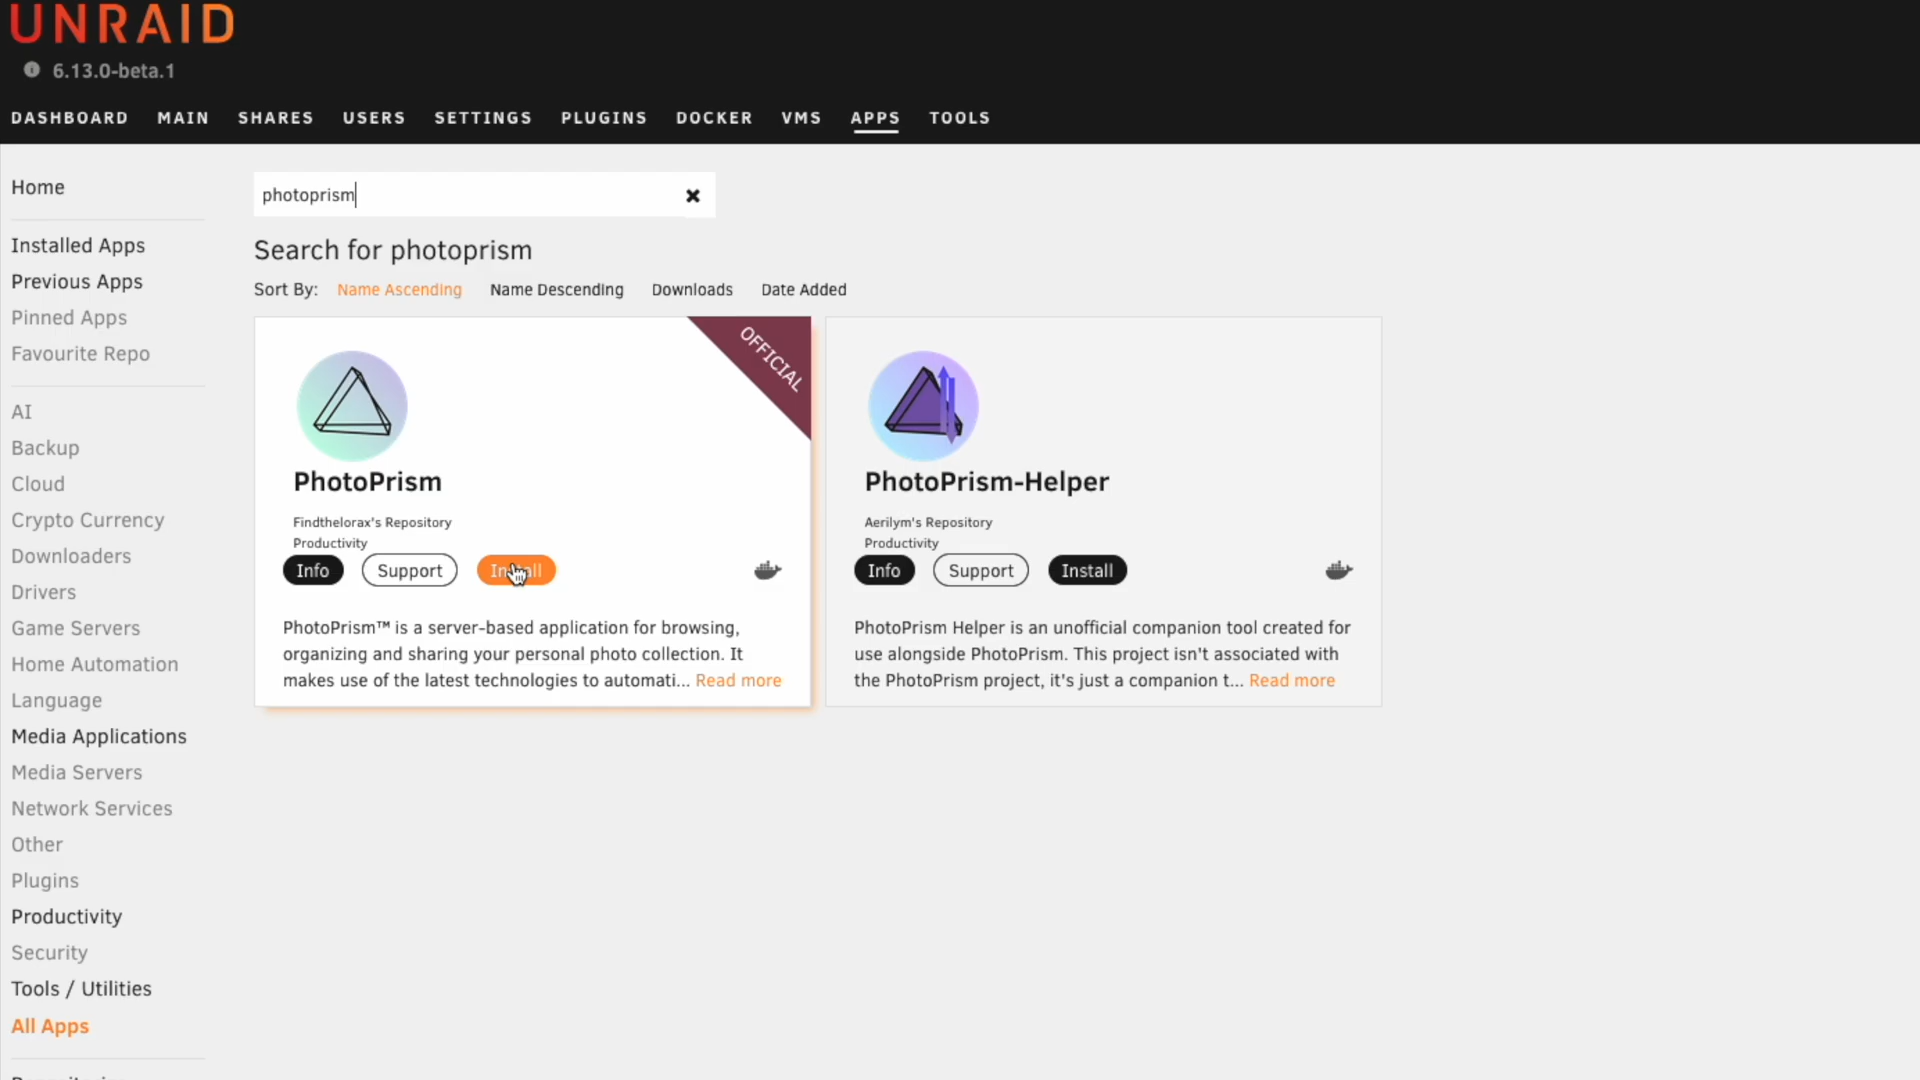 UNRAID
6.13.0-beta.1
DASHBOARD MAIN SHARES USERS SETTINGS PLUGINS DOCKER VMS APPS TOOLS
Home
Installed Apps
Previous Apps
Pinned Apps
Favourite Repo
AI
Backup
Cloud
Crypto Currency
Downloaders
Drivers
Game Servers
Home Automation
Language
Media Applications
Media Servers
Network Services
Other
Plugins
Productivity
Security
Tools / Utilities
All Apps
photoprism
Search for photoprism
Sort By: Name Ascending Name Descending Downloads Date Added
OFFICIAL
PhotoPrism
Findthelorax's Repository
Productivity
Info Support Install
PhotoPrism™ is a server-based application for browsing,
organizing and sharing your personal photo collection. It
makes use of the latest technologies to automati... Read more
PhotoPrism-Helper
Aerilym's Repository
Productivity
Info Support Install
PhotoPrism Helper is an unofficial companion tool created for
use alongside PhotoPrism. This project isn't associated with
the PhotoPrism project, it's just a companion t... Read more